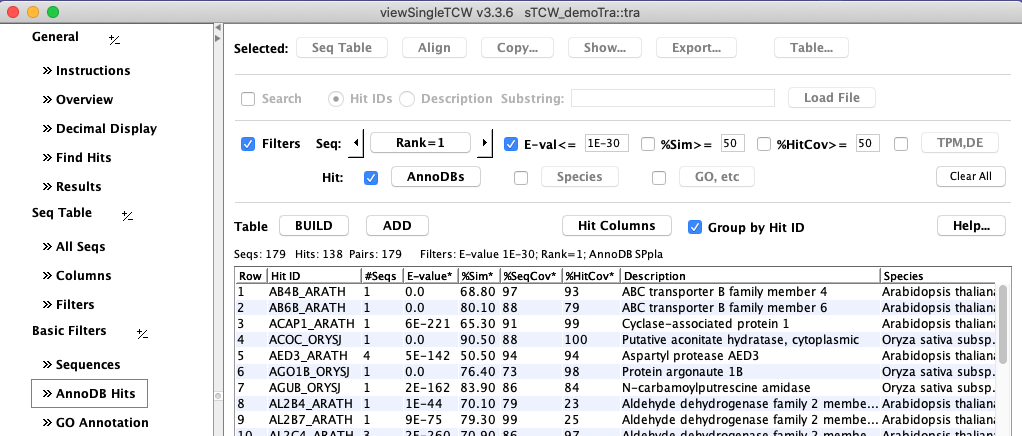 viewSingleTCW v3.3.6 sTCW_demoTra::tra
General +/-
>> Instructions
>> Overview
>> Decimal Display
>> Find Hits
>> Results
Seq Table +/-
>> All Seqs
>> Columns
>> Filters
Basic Filters +/-
>> Sequences
>> AnnoDB Hits
>> GO Annotation
Selected: Seq Table Align Copy... Show... Export... Table...
Search Hit IDs Description Substring: Load File
Filters Seq: Rank=1 E-val<= 1E-30 %Sim>= 50 %HitCov>= 50 TPM,DE
Hit: AnnoDBs Species GO, etc Clear All
Table BUILD ADD Hit Columns Group by Hit ID Help...
Seqs: 179 Hits: 138 Pairs: 179 Filters: E-value 1E-30; Rank=1; AnnoDB SPpla
Row Hit ID #Seqs E-value* %Sim* %SeqCov* %HitCov* Description Species
1 AB4B_ARATH 1 0.0 68.80 97 93 ABC transporter B family member 4 Arabidopsis thaliana
2 AB6B_ARATH 1 0.0 80.10 88 79 ABC transporter B family member 6 Arabidopsis thaliana
3 ACAP1_ARATH 1 6E-221 65.30 91 99 Cyclase-associated protein 1 Arabidopsis thaliana
4 ACOC_ORYSJ 1 0.0 90.50 88 100 Putative aconitate hydratase, cytoplasmic Oryza sativa subsp.
5 AED3_ARATH 4 5E-142 50.50 94 94 Aspartyl protease AED3 Arabidopsis thaliana
6 AGO1B_ORYSJ 1 0.0 76.40 73 98 Protein argonaute 1B Oryza sativa subsp.
7 AGUB_ORYSJ 1 2E-162 83.90 86 84 N-carbamoylputrescine amidase Oryza sativa subsp.
8 AL2B4_ARATH 1 1E-44 70.10 79 23 Aldehyde dehydrogenase family 2 membe... Arabidopsis thaliana
9 AL2B7_ARATH 1 9E-75 79.30 99 25 Aldehyde dehydrogenase family 2 membe... Arabidopsis thaliana
10 AL2C4_ARATH 3 2E-260 70.90 86 97 Aldehyde dehydrogenase family 2 membe... Arabidopsis thaliana